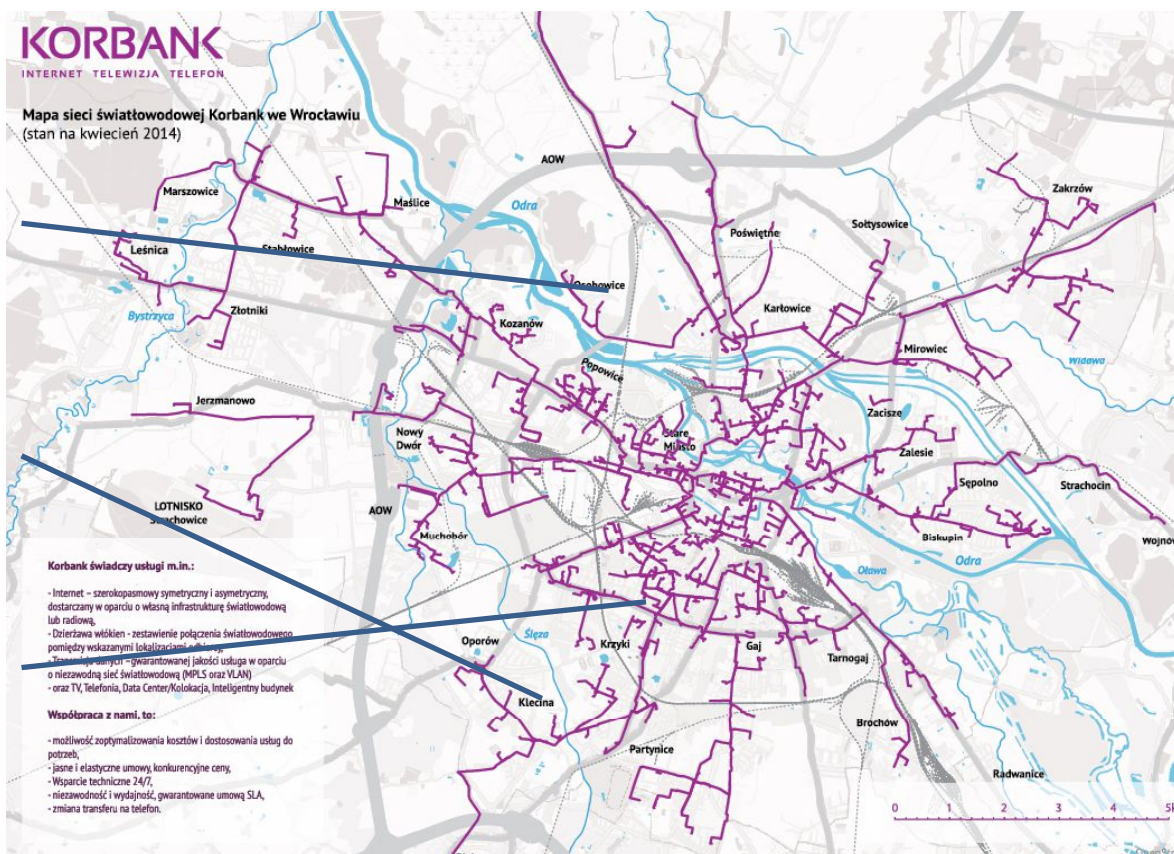 KORBANK
INTERNET TELEWIZJA TELEFON
Mapa sieci światłowodowej Korbank we Wrocławiu
(stan na kwiecień 2014)
AOW
Marszowice
Maślice
Odra
Zakrzów
Sołtysowice
Poświętne
Leśnica
Stabłowice
Osobowice
Złotniki
Bystrzyca
Kozanów
Karłowice
Mirowiec
Widawa
Popowice
Jerzmanowo
Zacisze
Nowy
Dwór
Stare
Miasto
Zalesie
Sępolno
Strachocin
LOTNISKO
Strachowice
AOW
Muchobór
Biskupin
Wojnów
Odra
Oława
Korbank świadczy usługi m.in.:
- Internet – szerokopasmowy symetryczny i asymetryczny,
dostarczany w oparciu o własną infrastrukturę światłowodową
lub radiową,
- Dzierżawa włókien - zestawienie połączenia światłowodowego
pomiędzy wskazanymi lokalizacjami
- danych – gwarantowanej jakości usługa w oparciu
o niezawodną sieć światłowodową (MPLS oraz VLAN)
- oraz TV, Telefonia, Data Center/Kolokacja, Inteligentny budynek
Oporów
Ślęza
Krzyki
Gaj
Tarnogaj
Klecina
Współpraca z nami, to:
- możliwość zoptymalizowania kosztów i dostosowania usług do
potrzeb,
- jasne i elastyczne umowy, konkurencyjne ceny,
- Wsparcie techniczne 24/7,
- niezawodność i wydajność, gwarantowane umową SLA,
- zmiana transferu na telefon.
Brochów
Partynice
Radwanice
0 1 2 3 4 5k